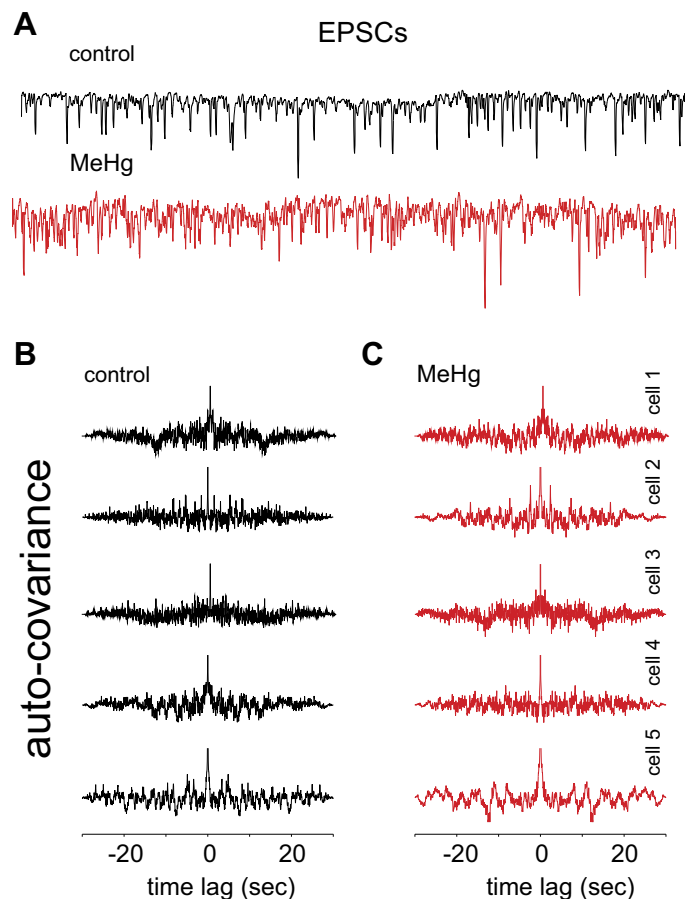 A
EPSCs
control
MeHg
B
control
C
MeHg
cell 1
cell 2
cell 3
cell 4
cell 5
auto-covariance
-20 0 20
time lag (sec)
-20 0 20
time lag (sec)